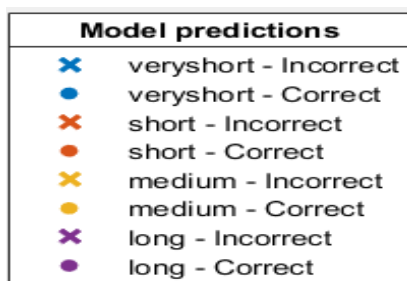 Model predictions
veryshort - Incorrect
veryshort - Correct
short - Incorrect
short - Correct
medium - Incorrect
medium - Correct
long - Incorrect
long - Correct